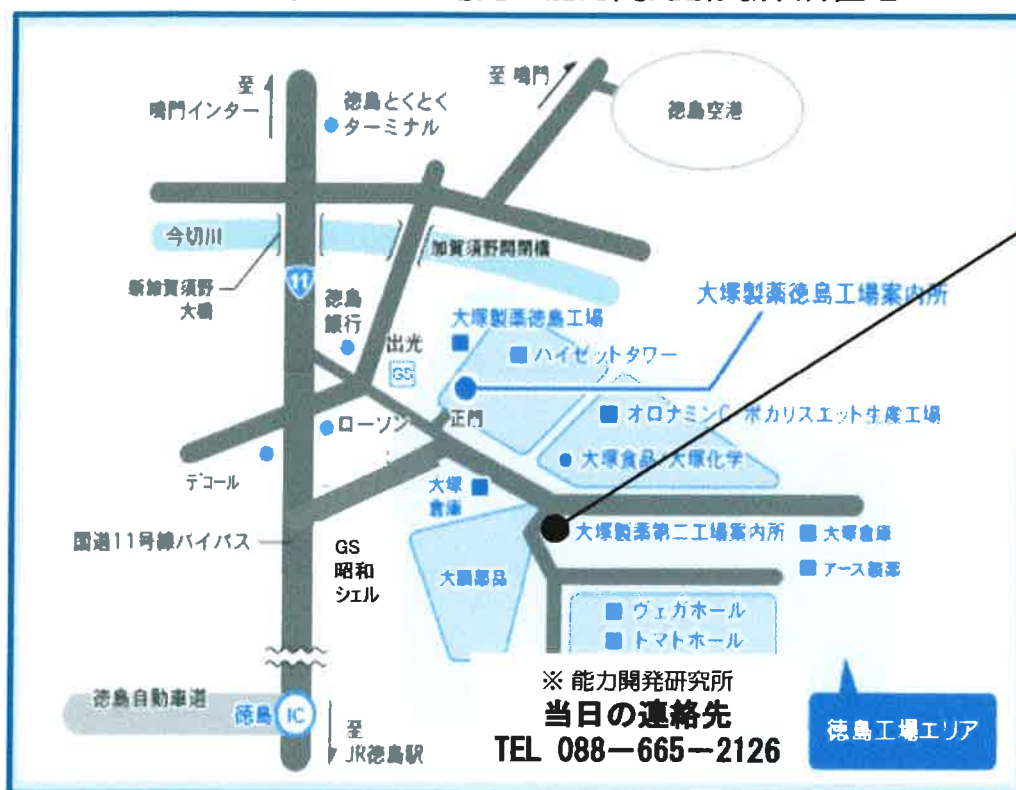 至
鳴門インター
徳島とくとく
ターミナル
至 鳴門
徳島空港
今切川
加賀須野開閉橋
新加賀須野
大橋
11
徳島
銀行
出光
GS
大塚製薬徳島工場
大塚製薬徳島工場案内所
ハイゼットタワー
正門
オロナミンC ポカリスエット生産工場
ローソン
大塚食品/大塚化学
デコール
大塚
倉庫
国道11号線バイパス
GS
昭和
シェル
大塚製薬第二工場案内所
大塚倉庫
アース製薬
大鵬薬品
ヴェガホール
トマトホール
徳島自動車道
徳島 IC
至
JR徳島駅
※ 能力開発研究所
当日の連絡先
TEL 088－665－2126
徳島工場エリア